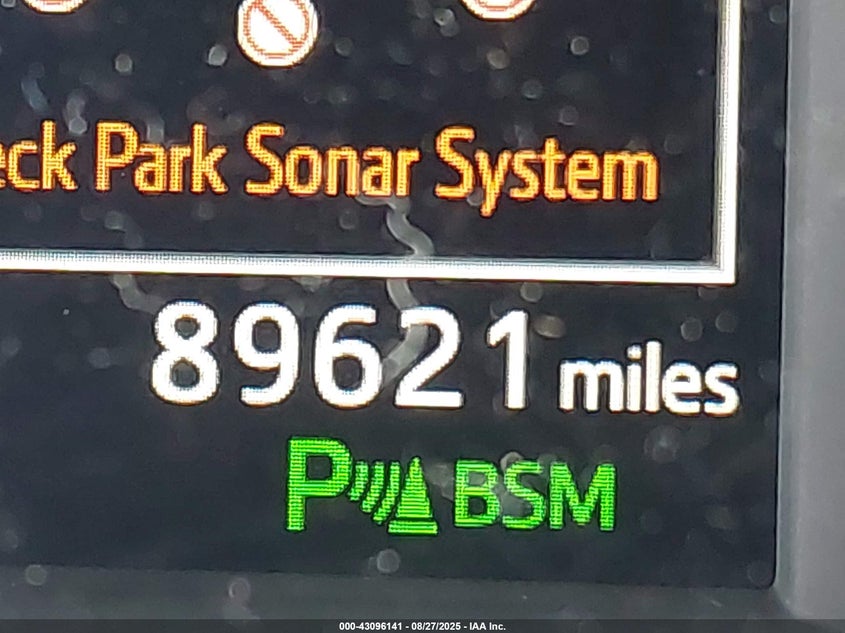 eck Park Sonar System
89621 miles
P BSM
000-43096141 - 08/27/2025 - IAA Inc.